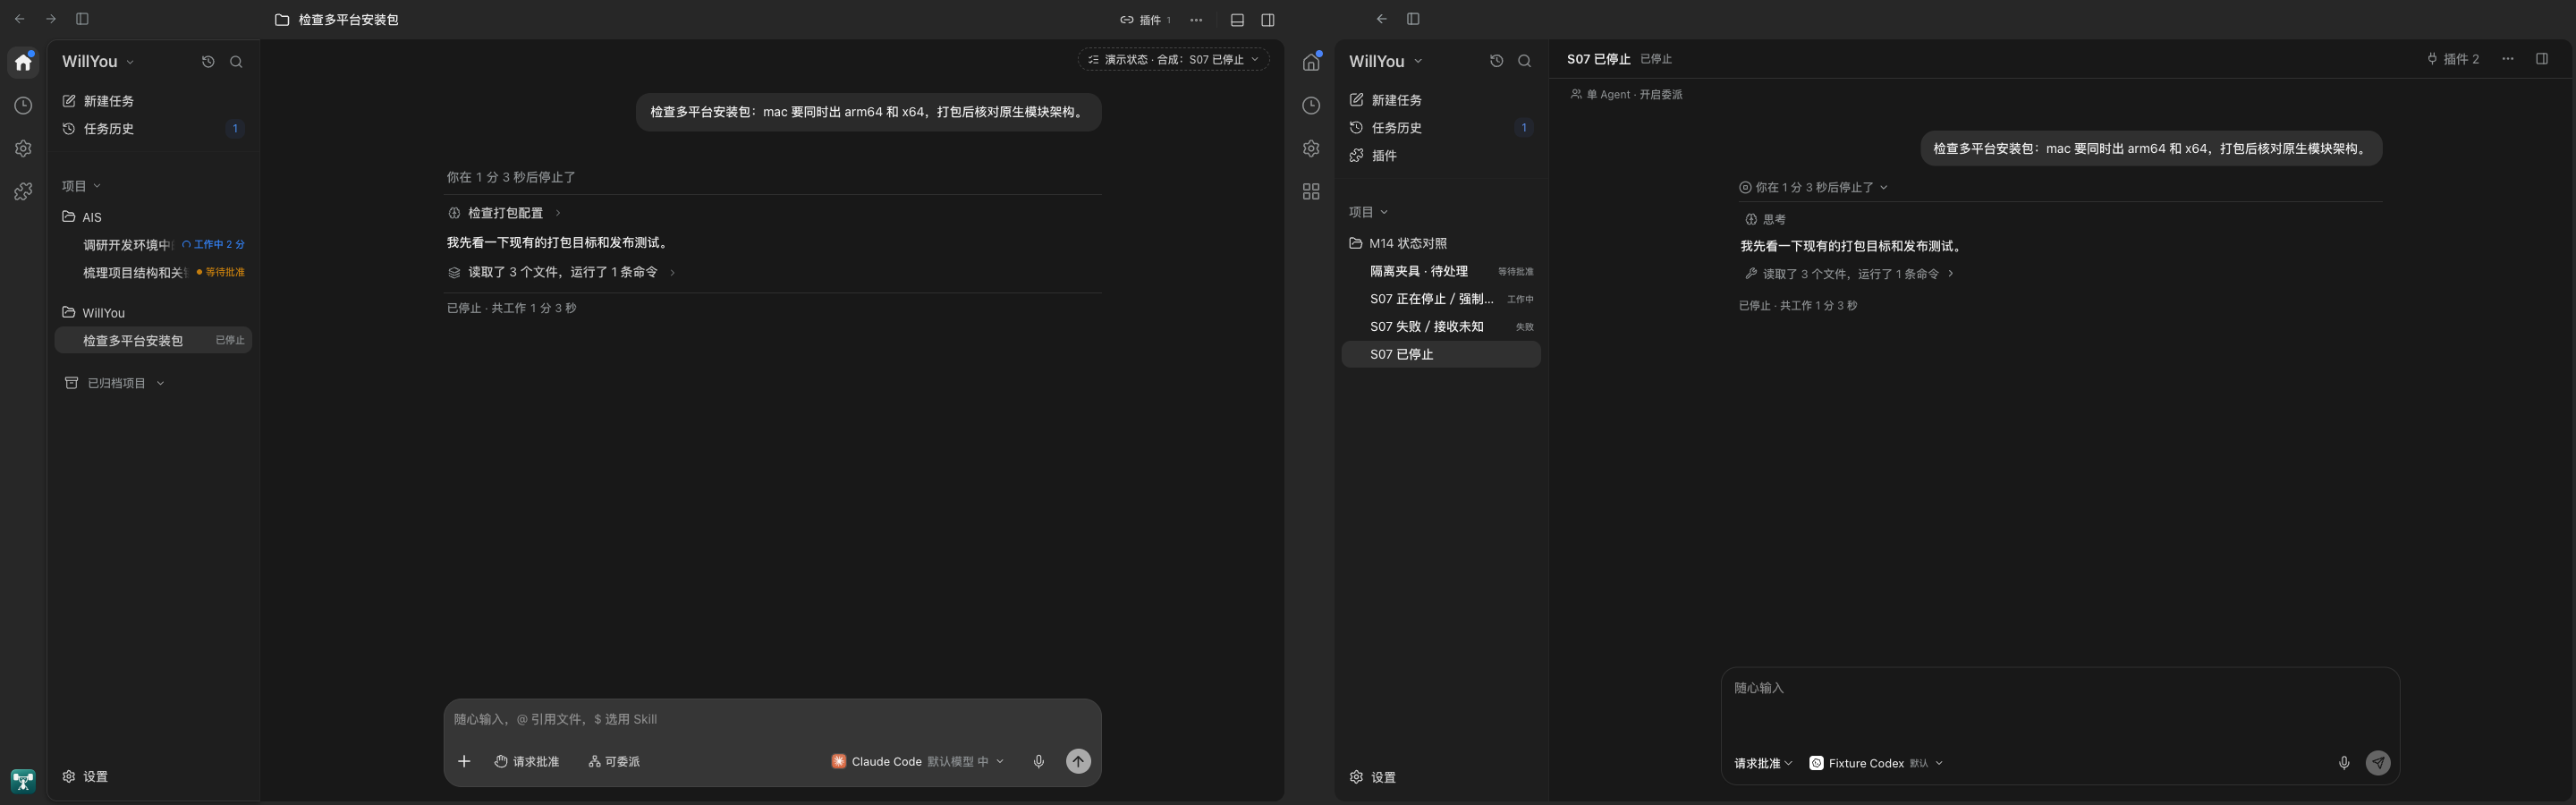 检查多平台安装包
插件 1
WillYou
新建任务
任务历史 1
项目
AIS
调研开发环境中 工作中 2 分
梳理项目结构和关 等待批准
WillYou
检查多平台安装包 已停止
已归档项目
设置
演示状态 · 合成：S07 已停止
检查多平台安装包：mac 要同时出 arm64 和 x64，打包后核对原生模块架构。
你在 1 分 3 秒后停止了
检查打包配置
我先看一下现有的打包目标和发布测试。
读取了 3 个文件，运行了 1 条命令
已停止 · 共工作 1 分 3 秒
随心输入，@ 引用文件，$ 选用 Skill
请求批准 可委派 Claude Code 默认模型 中
WillYou
新建任务
任务历史 1
插件
项目
M14 状态对照
隔离夹具 · 待处理 等待批准
S07 正在停止 / 强制... 工作中
S07 失败 / 接收未知 失败
S07 已停止
设置
S07 已停止 已停止
插件 2
单 Agent · 开启委派
检查多平台安装包：mac 要同时出 arm64 和 x64，打包后核对原生模块架构。
你在 1 分 3 秒后停止了
思考
我先看一下现有的打包目标和发布测试。
读取了 3 个文件，运行了 1 条命令
已停止 · 共工作 1 分 3 秒
随心输入
请求批准 Fixture Codex 默认